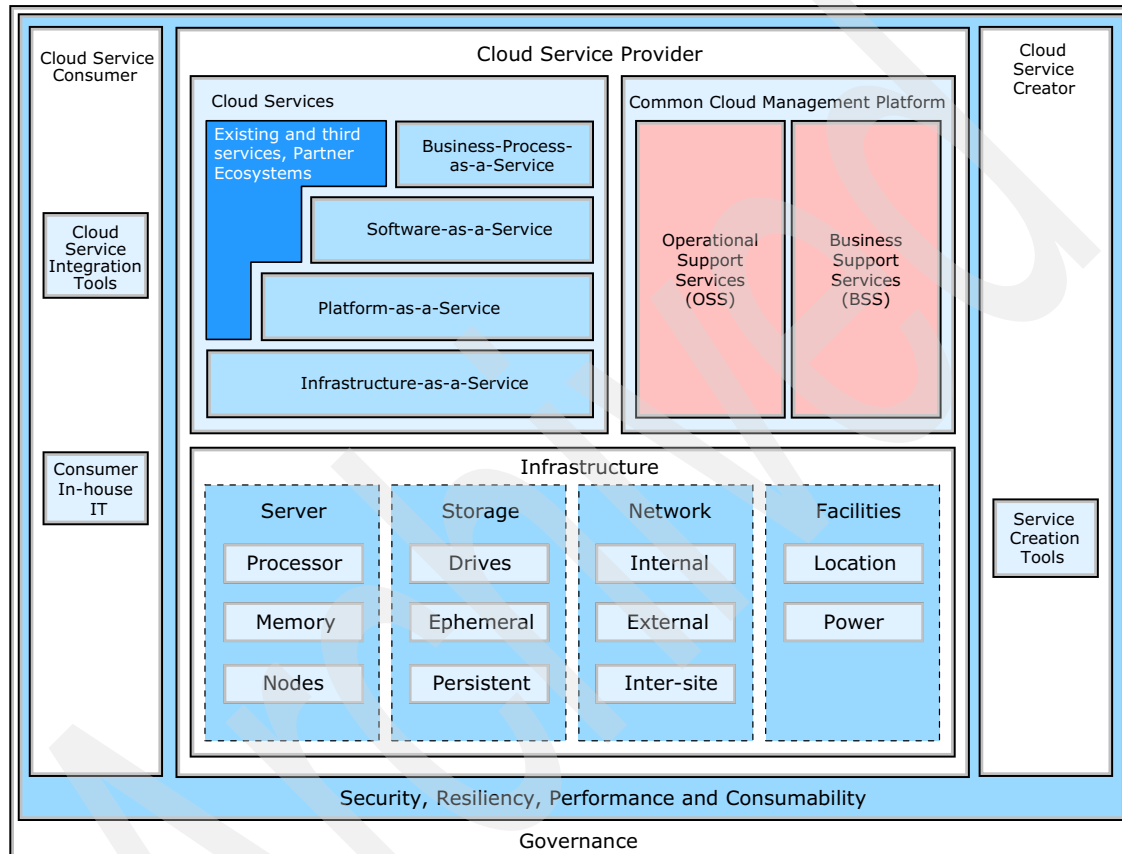 Cloud Service
Consumer
Cloud
Service
Integration
Tools
Consumer
In-house
IT
Cloud Service Provider
Cloud Services
Existing and third
services, Partner
Ecosystems
Business-Process-
as-a-Service
Software-as-a-Service
Platform-as-a-Service
Infrastructure-as-a-Service
Common Cloud Management Platform
Operational
Support
Services
(OSS)
Business
Support
Services
(BSS)
Infrastructure
Server
Processor
Memory
Nodes
Storage
Drives
Ephemeral
Persistent
Network
Internal
External
Inter-site
Facilities
Location
Power
Cloud
Service
Creator
Service
Creation
Tools
Security, Resiliency, Performance and Consumability
Governance
Archived